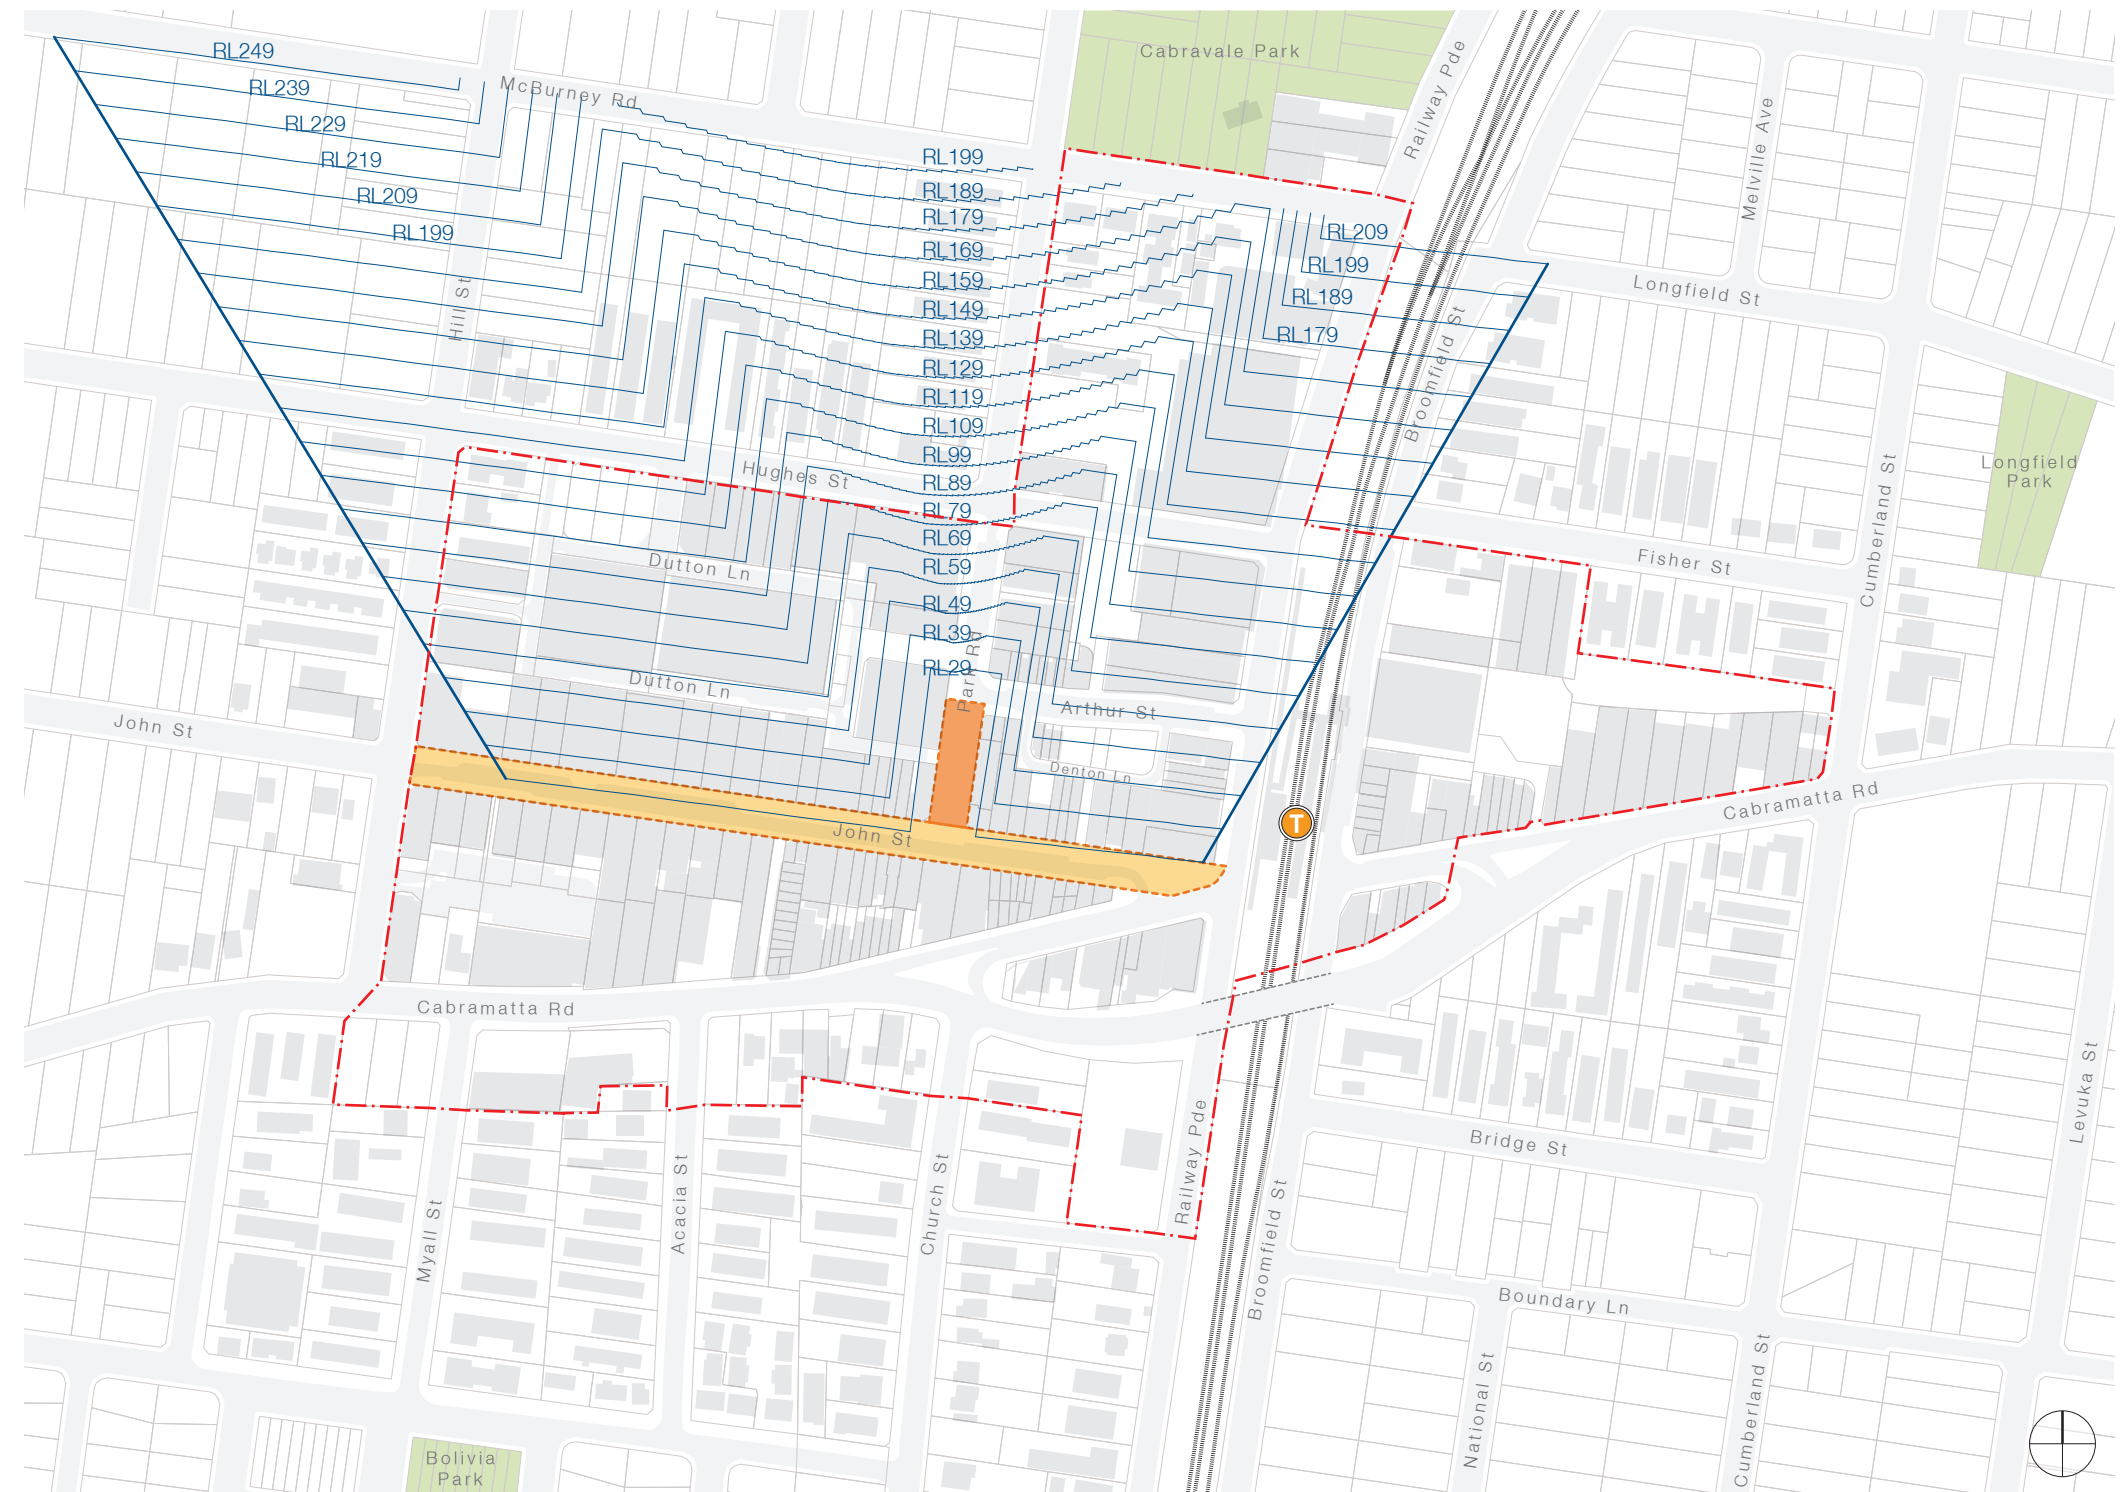 Cabravale Park
RL249
RL239
McBurney Rd
Railway Pde
RL229
Melville Ave
RL219
RL199
RL209
RL189
RL179
RL199
RL209
RL169
RL199
RL159
RL189
Longfield St
Hill St
RL149
RL179
RL139
Broomfield St
RL129
RL119
RL109
RL99
Hughes St
RL89
Longfield
Park
Cumberland St
RL79
RL69
Dutton Ln
RL59
Fisher St
RL49
RL39
Park Rd
RL29
Dutton Ln
Arthur St
John St
Denton Ln
T
John St
Cabramatta Rd
Cabramatta Rd
Levuka St
Bridge St
Railway Pde
Myall St
Acacia St
Church St
Broomfield St
Boundary Ln
National St
Cumberland St
Bolivia
Park